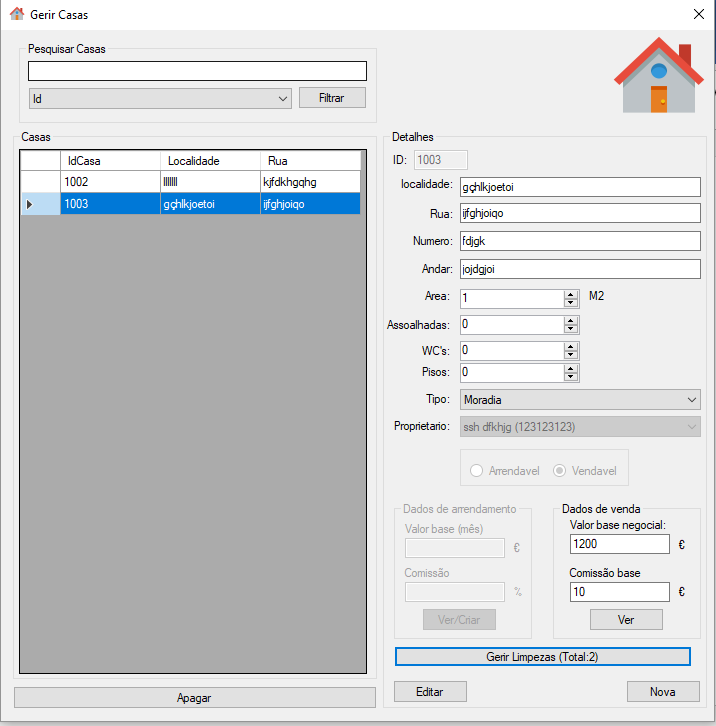 Gerir Casas
Pesquisar Casas
Id
Filtrar
Casas
IdCasa Localidade Rua
1002 lllllll kjfdkhgqhg
1003 gçhlkjoetoi ijfghjoiqo
Apagar
Detalhes
ID: 1003
localidade: gçhlkjoetoi
Rua: ijfghjoiqo
Numero: fdjgk
Andar: jojdgjoi
Area: 1 M2
Assoalhadas: 0
WC's: 0
Pisos: 0
Tipo: Moradia
Proprietario: ssh dfkhjg (123123123)
Arrendavel Vendavel
Dados de arrendamento
Valor base (mês)
€
Comissão
%
Ver/Criar
Dados de venda
Valor base negocial:
1200 €
Comissão base
10 €
Ver
Gerir Limpezas (Total:2)
Editar Nova